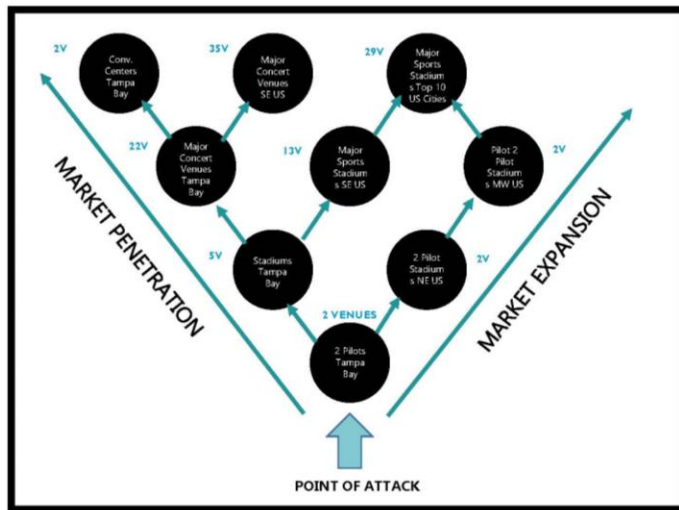 2V
Conv.
Centers
Tampa
Bay
35V
Major
Concert
Venues
SE US
29V
Major
Sports
Stadium
s Top 10
US Cities
22V
Major
Concert
Venues
Tampa
Bay
13V
Major
Sports
Stadium
s SE US
Pilot 2
Pilot
Stadium
s MW US
2V
MARKET PENETRATION
MARKET EXPANSION
5V
Stadiums
Tampa
Bay
2 Pilot
Stadium
s NE US
2V
2 VENUES
2 Pilots
Tampa
Bay
POINT OF ATTACK